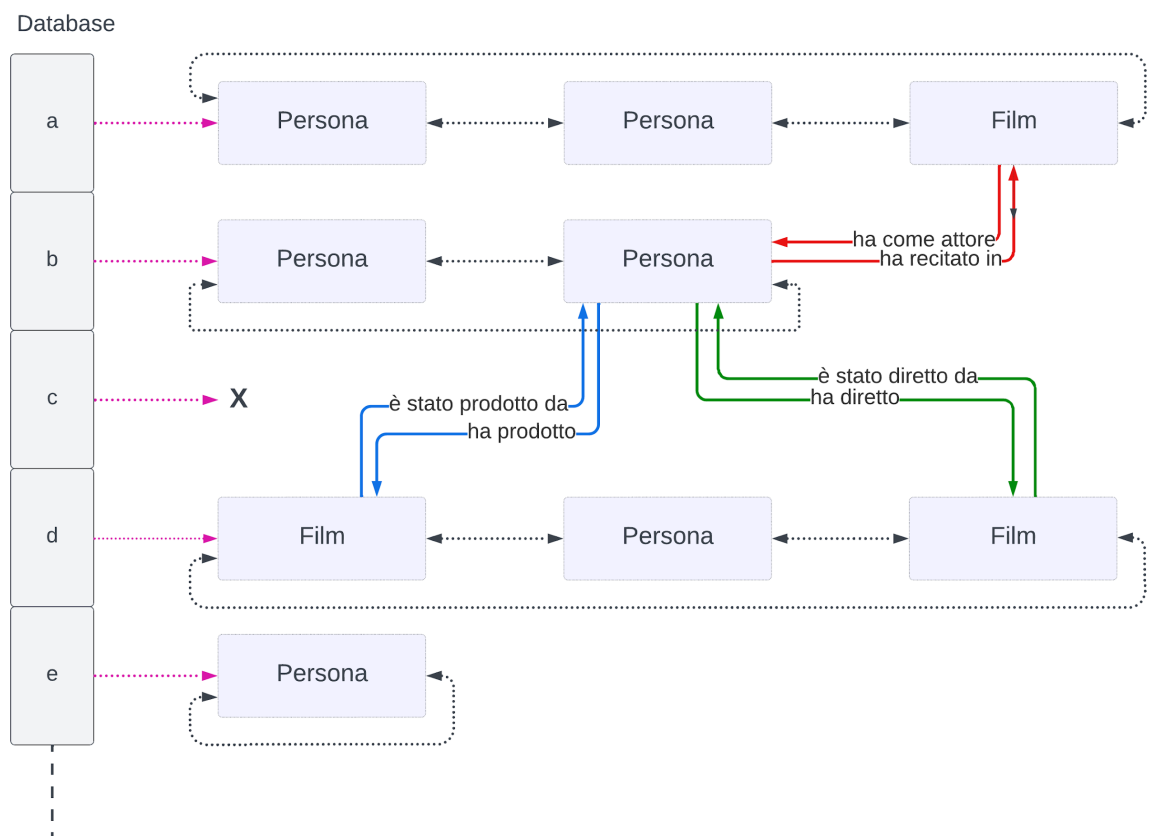 Database
a
Persona
Persona
Film
b
Persona
Persona
ha come attore
ha recitato in
c
X
è stato diretto da
ha diretto
è stato prodotto da
ha prodotto
d
Film
Persona
Film
e
Persona